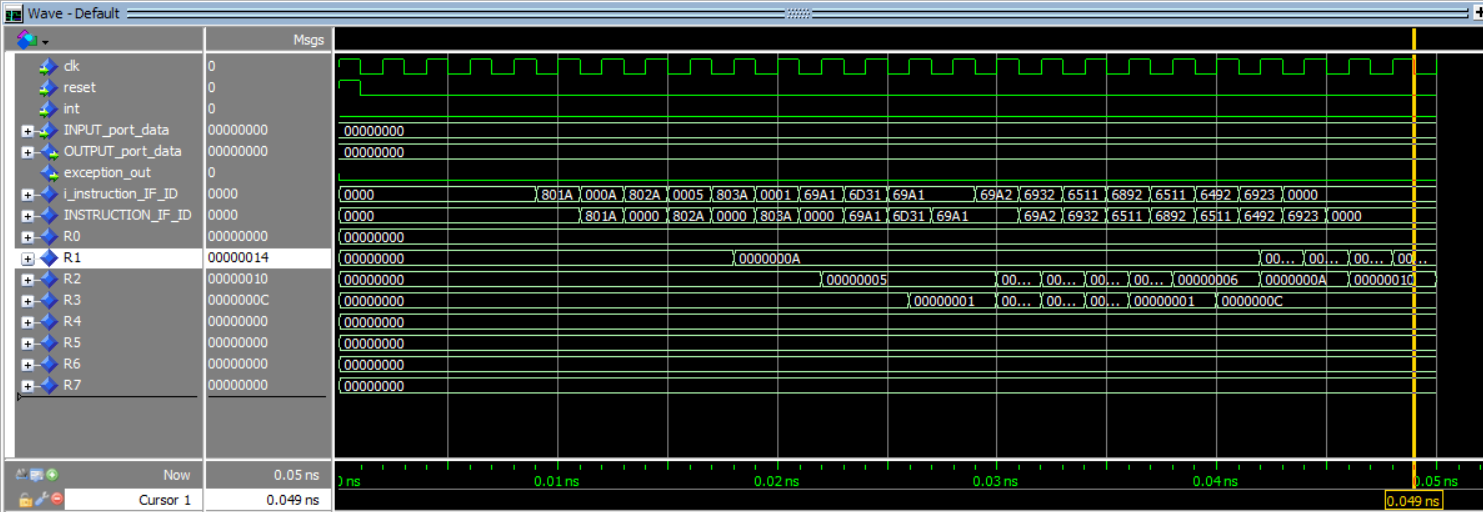 Wave - Default
Msgs
clk 0
reset 0
int 0
INPUT_port_data 00000000 00000000
OUTPUT_port_data 00000000 00000000
exception_out 0
i_instruction_IF_ID 0000 0000 801A 000A 802A 0005 803A 0001 69A1 6D31 69A1 69A2 6932 6511 6892 6511 6492 6923 0000
INSTRUCTION_IF_ID 0000 0000 801A 0000 802A 0000 803A 0000 69A1 6D31 69A1 69A2 6932 6511 6892 6511 6492 6923 0000
R0 00000000 00000000
R1 00000014 00000000 0000000A 00... 00... 00... 00...
R2 00000010 00000000 00000005 00... 00... 00... 00... 00000006 0000000A 00000010
R3 0000000C 00000000 00000001 00... 00... 00... 00000001 0000000C
R4 00000000 00000000
R5 00000000 00000000
R6 00000000 00000000
R7 00000000 00000000
Now 0.05 ns ns 0.01 ns 0.02 ns 0.03 ns 0.04 ns 0.05 ns
Cursor 1 0.049 ns 0.049 ns